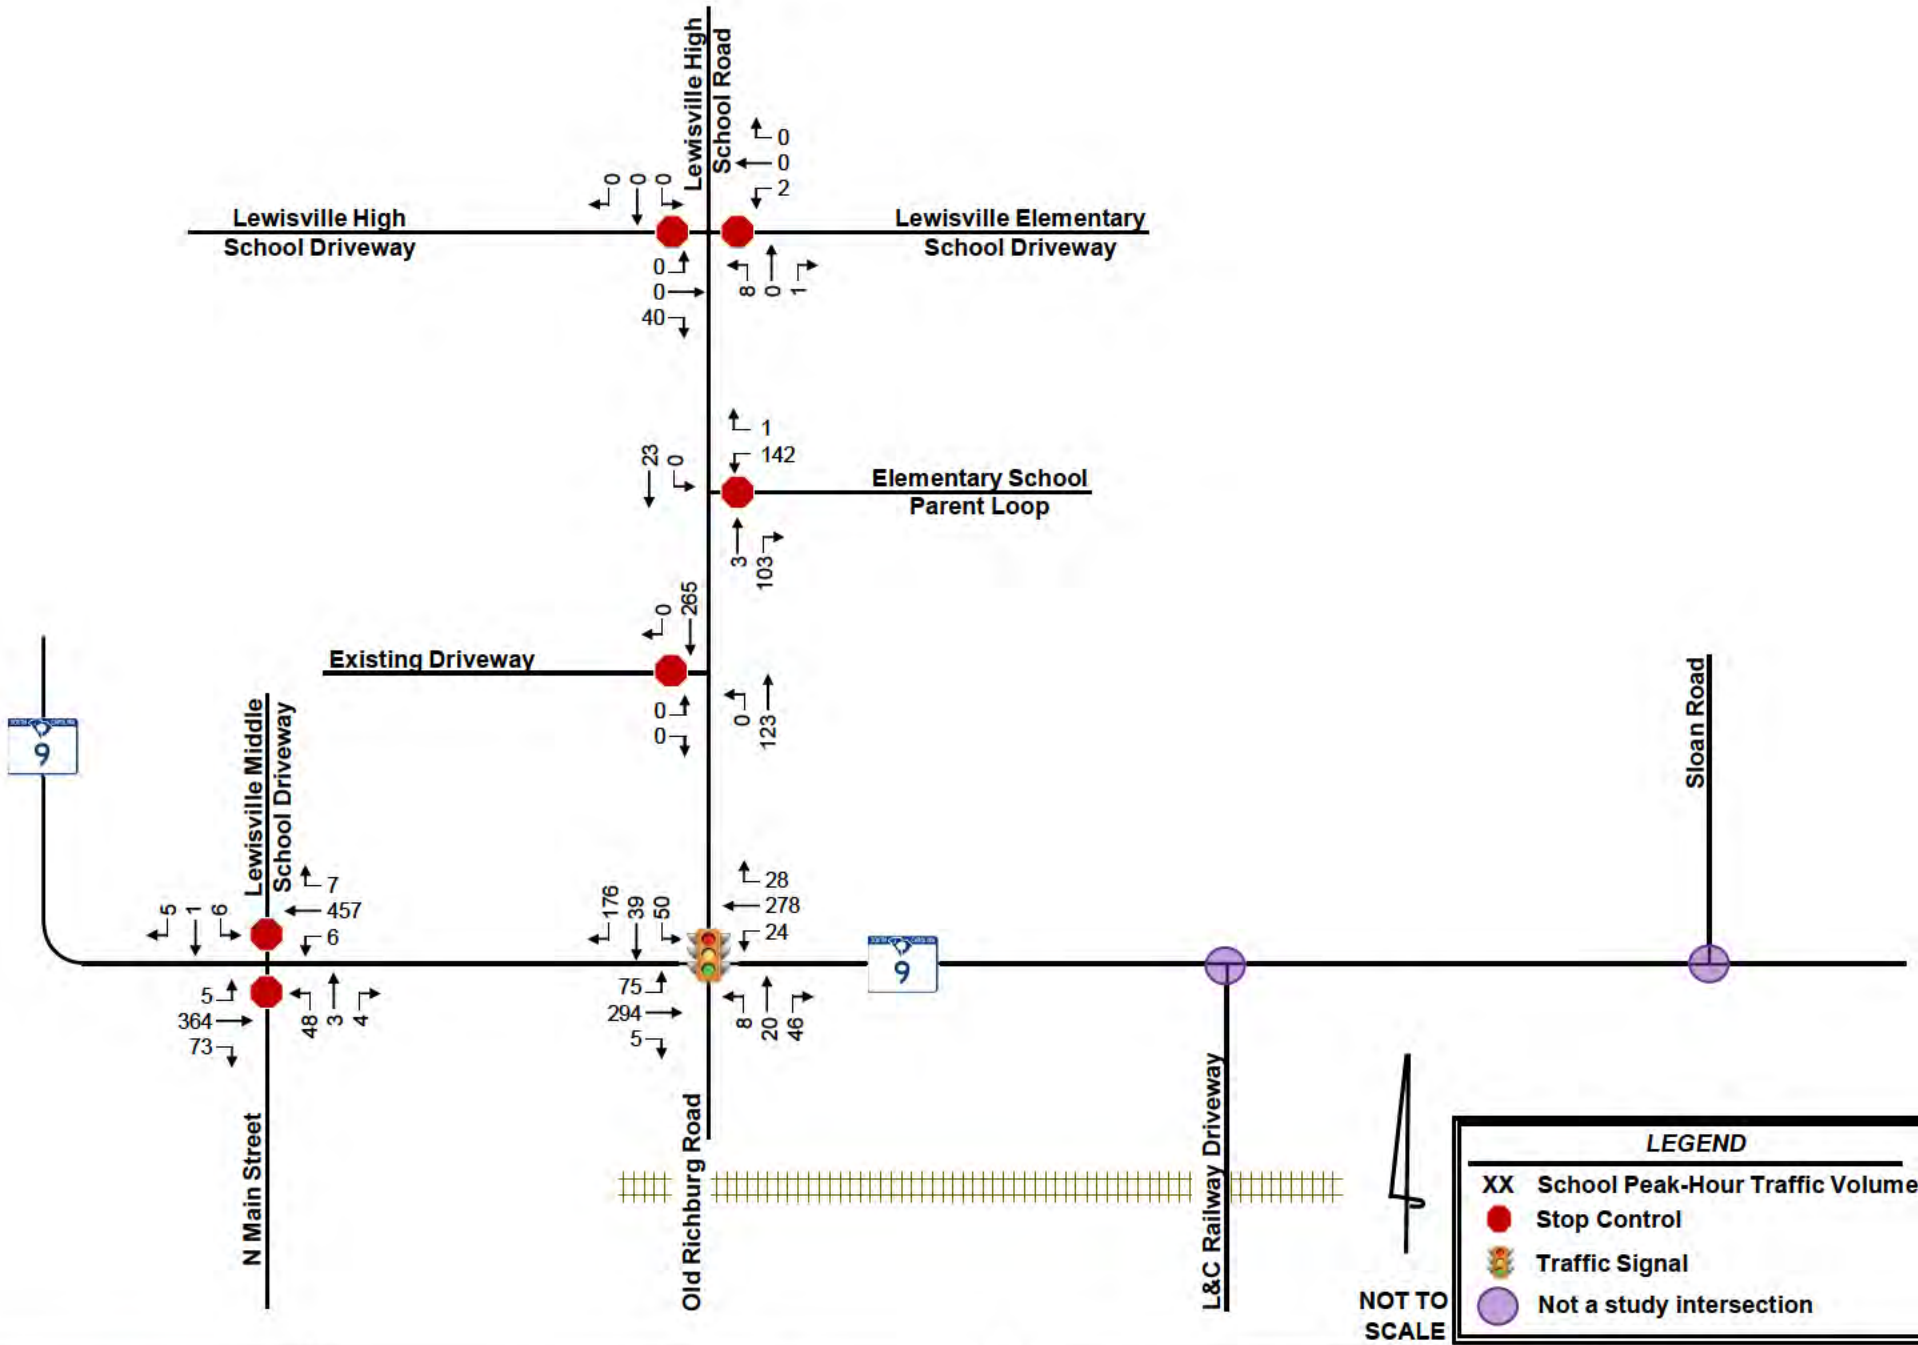 Lewisville High
School Road
0
0
2
0
0
0
Lewisville High
School Driveway
Lewisville Elementary
School Driveway
0
0
40
8
0
1
1
142
23
0
Elementary School
Parent Loop
3
103
0
265
Existing Driveway
0
0
0
123
9
Lewisville Middle
School Driveway
Sloan Road
7
457
6
5
1
6
5
364
73
48
3
4
176
39
50
28
278
24
75
294
5
8
20
46
9
N Main Street
Old Richburg Road
L&C Railway Driveway
NOT TO
SCALE
LEGEND
XX School Peak-Hour Traffic Volume
Stop Control
Traffic Signal
Not a study intersection